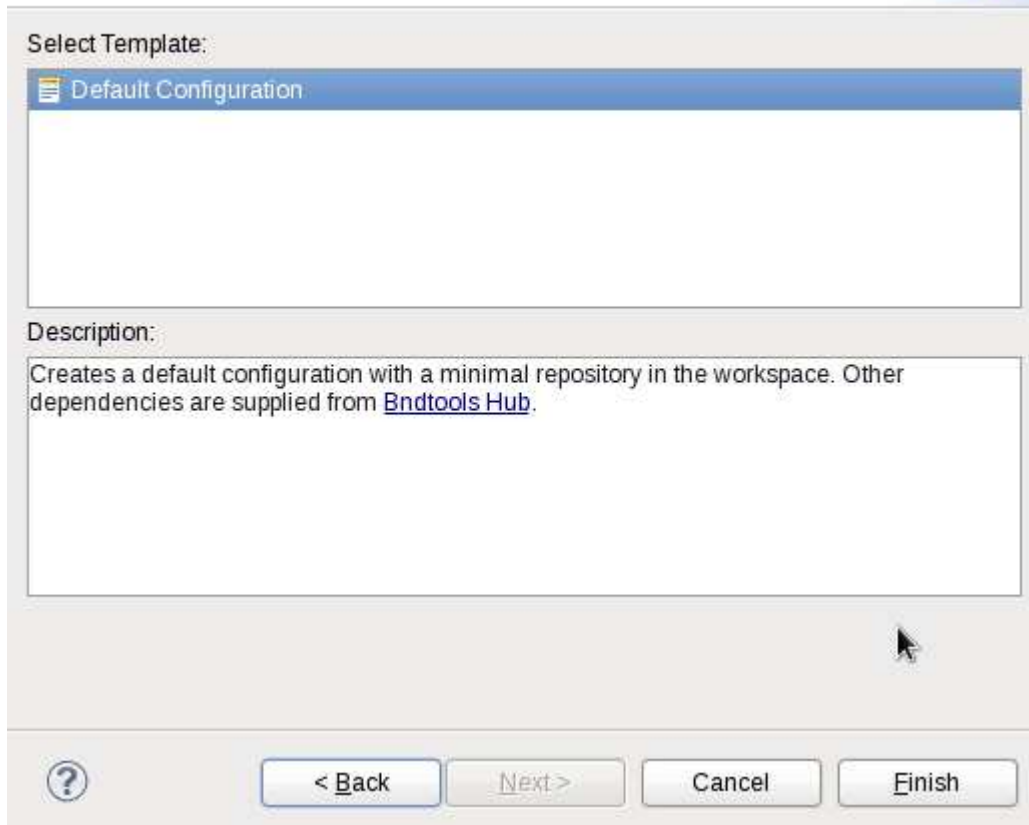 Select Template:
Default Configuration
Description:
Creates a default configuration with a minimal repository in the workspace. Other
dependencies are supplied from Bndtools Hub.
?
< Back
Next >
Cancel
Finish